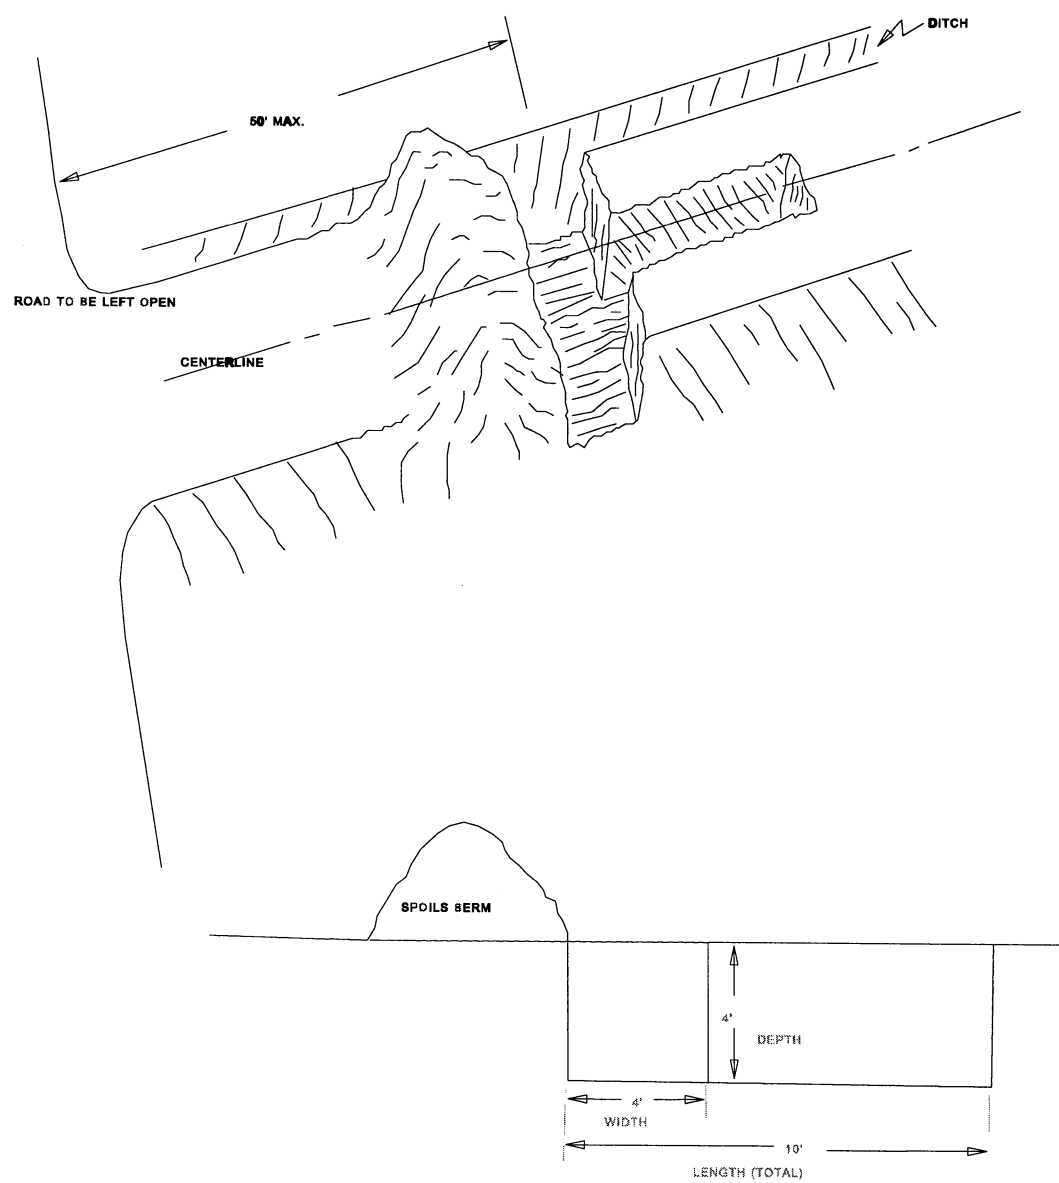 DITCH
50' MAX.
ROAD TO BE LEFT OPEN
CENTERLINE
SPOILS BERM
4'
DEPTH
4'
WIDTH
10'
LENGTH (TOTAL)